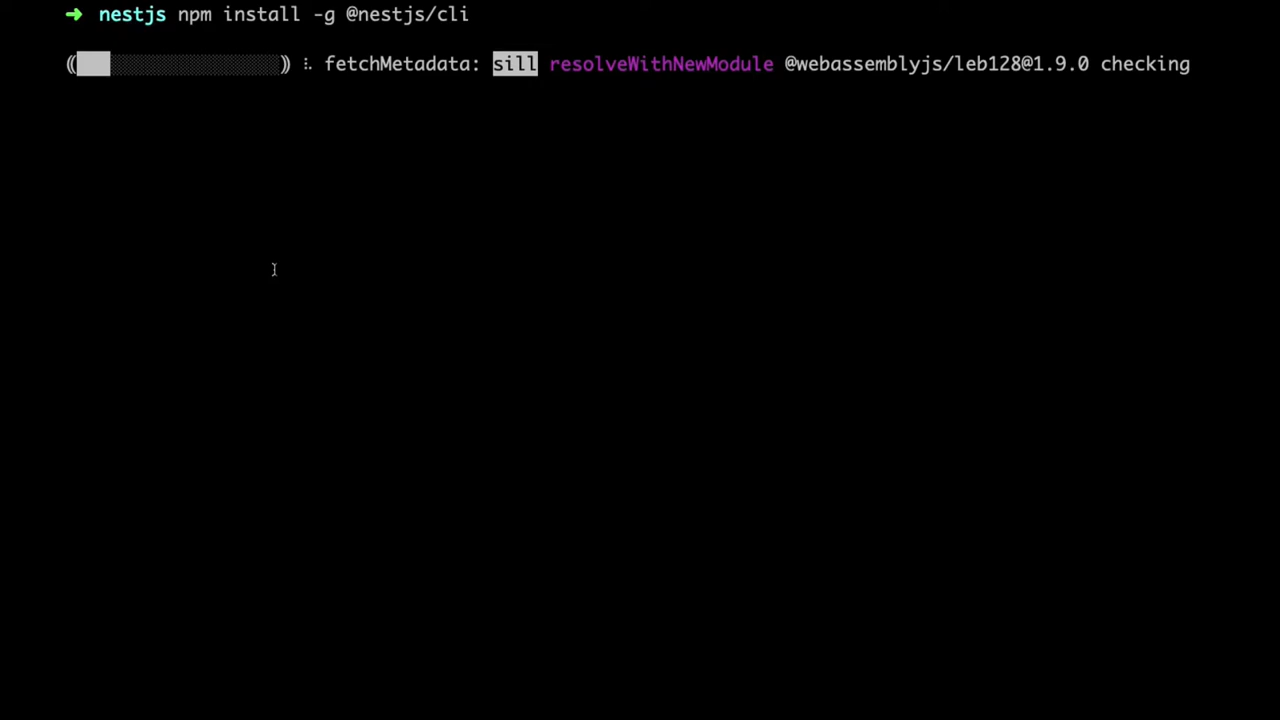 ➜ nestjs npm install -g @nestjs/cli
(( )) ⠧ fetchMetadata: sill resolveWithNewModule @webassemblyjs/leb128@1.9.0 checking